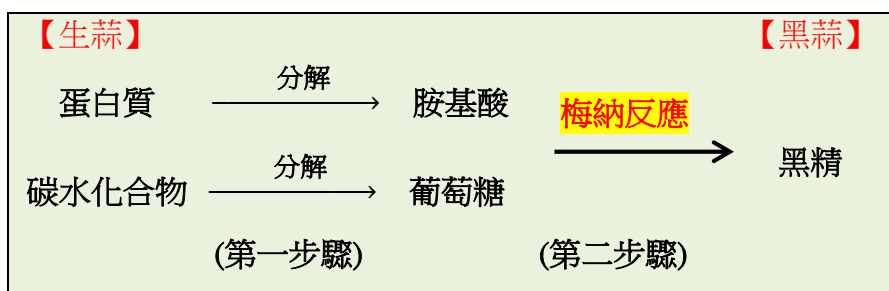 【生蒜】 【黑蒜】
蛋白質 分解 胺基酸 梅納反應
黑精
碳水化合物 分解 葡萄糖
(第一步驟) (第二步驟)